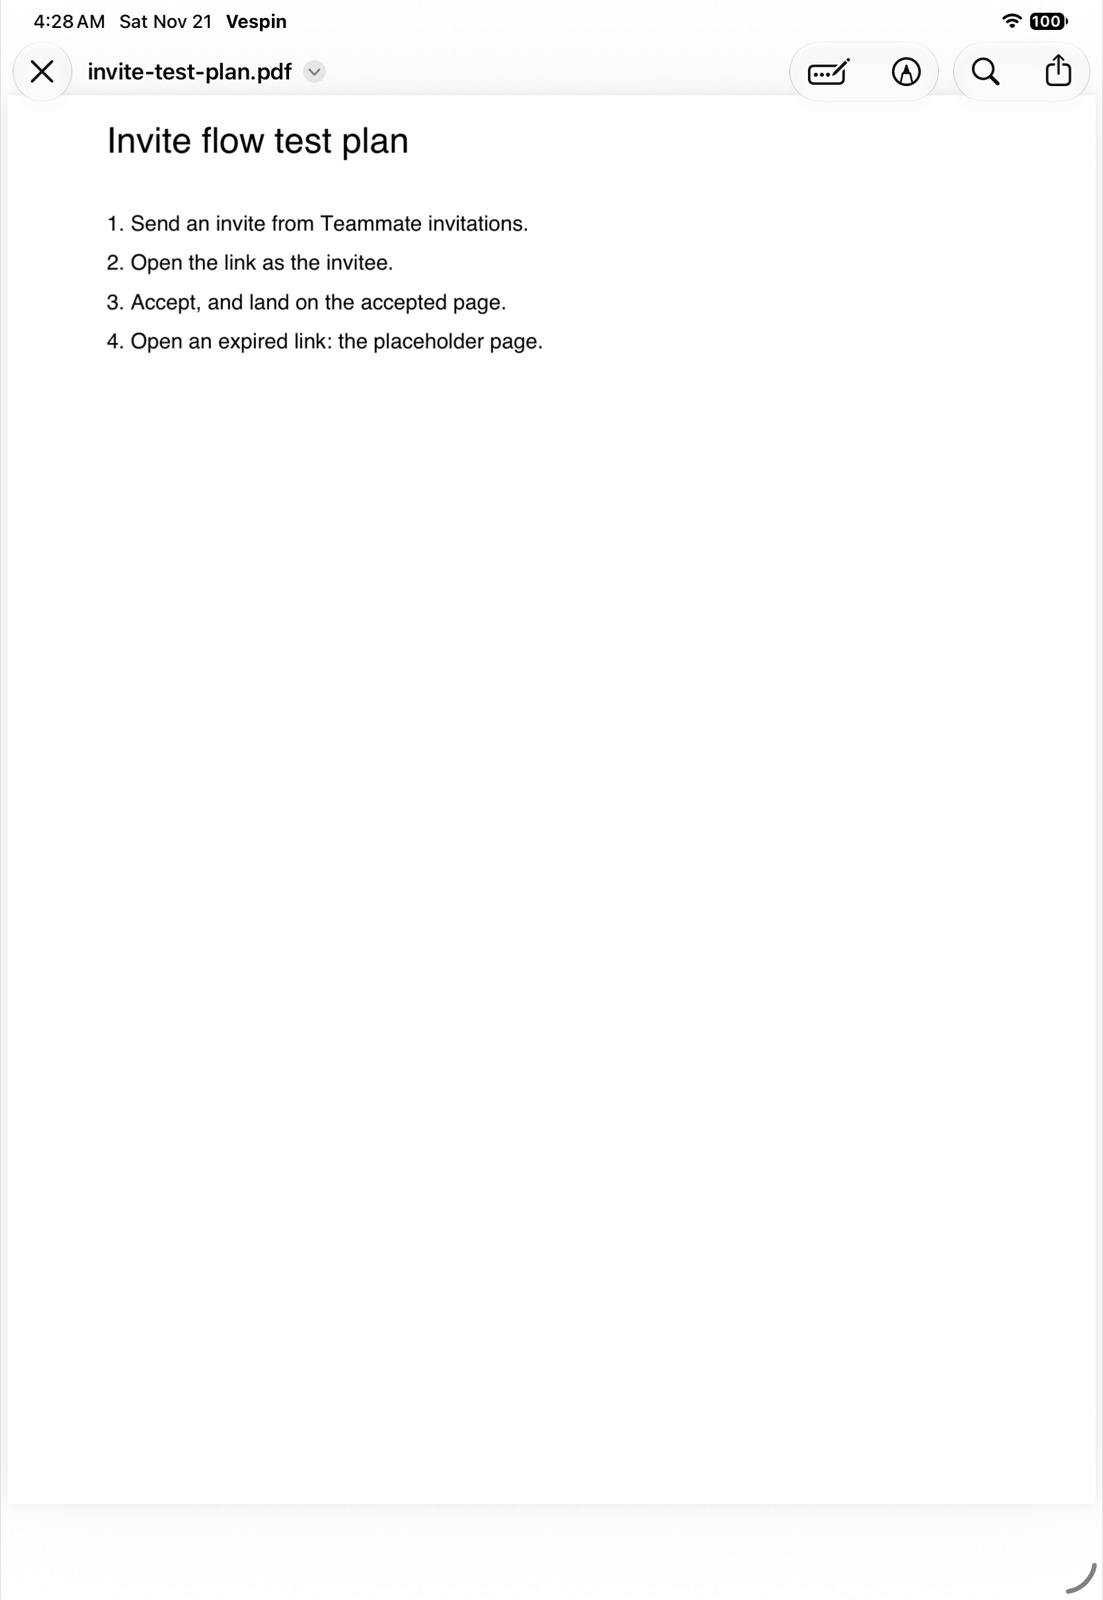 4:28 AM Sat Nov 21 Vespin
100
invite-test-plan.pdf
Invite flow test plan
1. Send an invite from Teammate invitations.
2. Open the link as the invitee.
3. Accept, and land on the accepted page.
4. Open an expired link: the placeholder page.